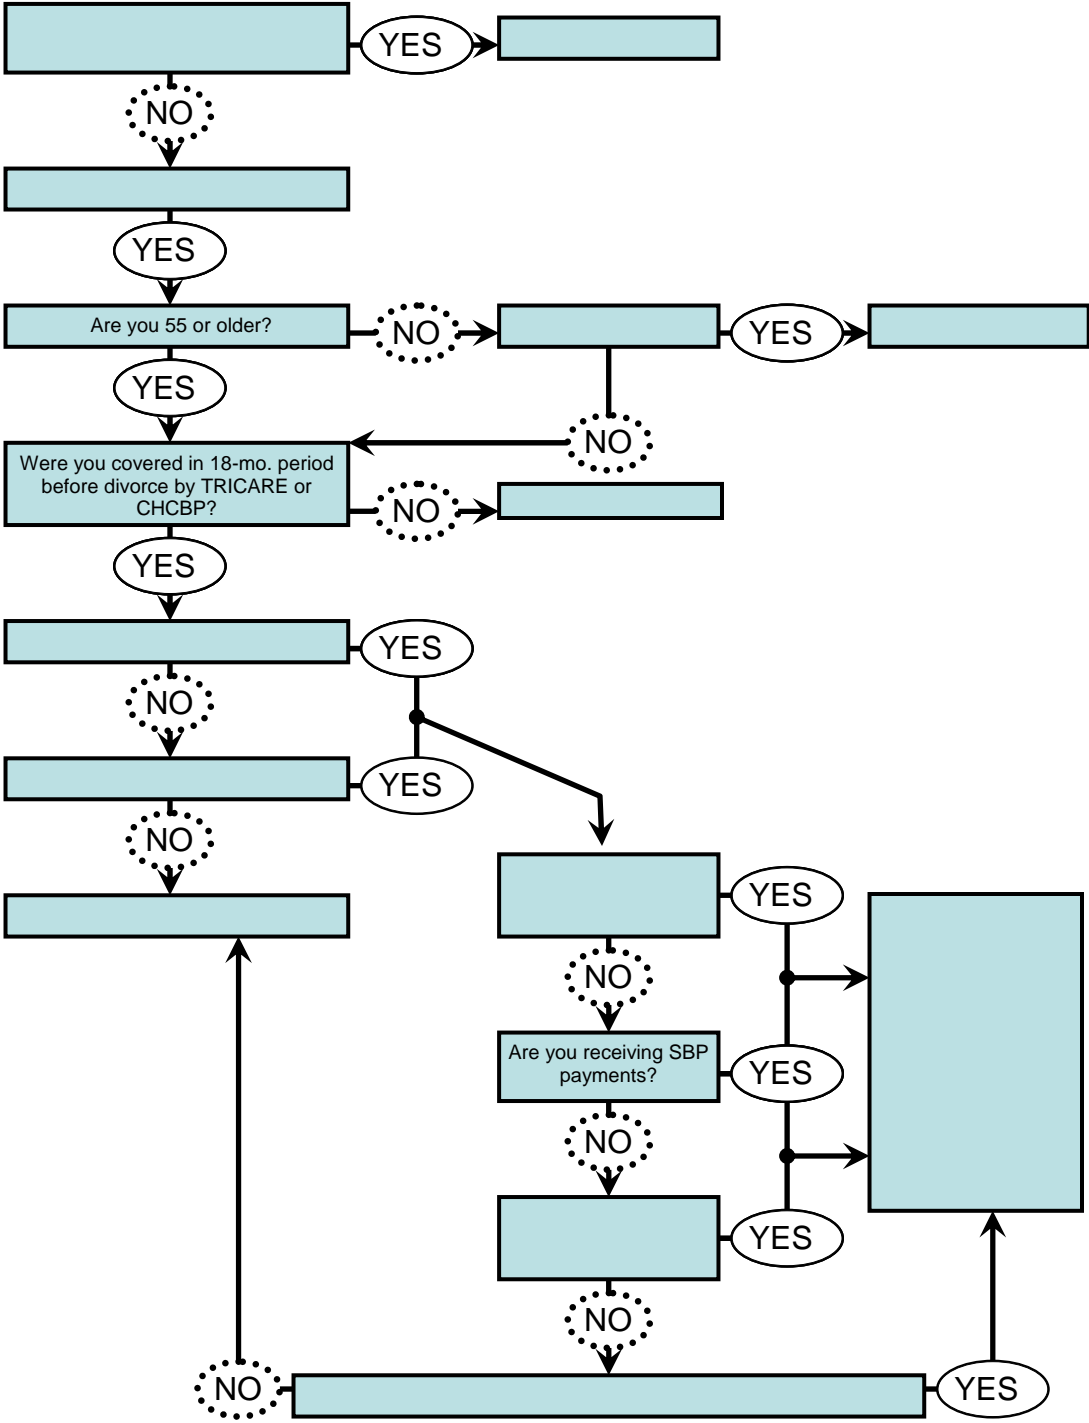 YES
NO
YES
Are you 55 or older?
NO
YES
YES
NO
Were you covered in 18-mo. period
before divorce by TRICARE or
CHCBP?
NO
YES
YES
NO
YES
NO
YES
NO
Are you receiving SBP
payments?
YES
NO
YES
NO
NO
YES